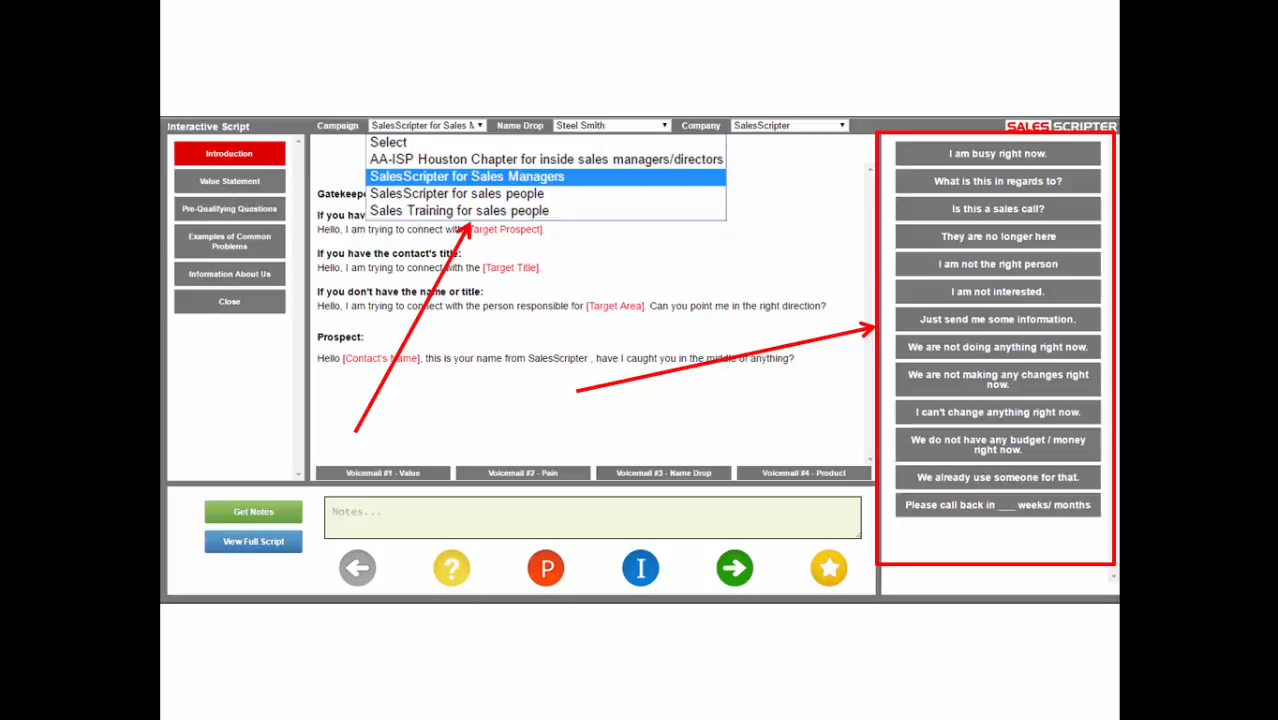 Interactive Script
Campaign
SalesScripter for Sales M
Name Drop
Steel Smith
Company
SalesScripter
SALESSCRIPTER
Introduction
Value Statement
Pre-Qualifying Questions
Examples of Common
Problems
Information About Us
Close
Select
AA-ISP Houston Chapter for inside sales managers/directors
SalesScripter for Sales Managers
SalesScripter for sales people
Sales Training for sales people
Gatekeepe
If you hav
Hello, I am trying to connect with [Target Prospect].
If you have the contact's title:
Hello, I am trying to connect with the [Target Title].
If you don't have the name or title:
Hello, I am trying to connect with the person responsible for [Target Area]. Can you point me in the right direction?
Prospect:
Hello [Contact's Name], this is your name from SalesScripter , have I caught you in the middle of anything?
Voicemail #1 - Value
Voicemail #2 - Pain
Voicemail #3 - Name Drop
Voicemail #4 - Product
I am busy right now.
What is this in regards to?
Is this a sales call?
They are no longer here
I am not the right person
I am not interested.
Just send me some information.
We are not doing anything right now.
We are not making any changes right
now.
I can't change anything right now.
We do not have any budget / money
right now.
We already use someone for that.
Please call back in ___ weeks/ months
Get Notes
View Full Script
Notes...
?
P
I